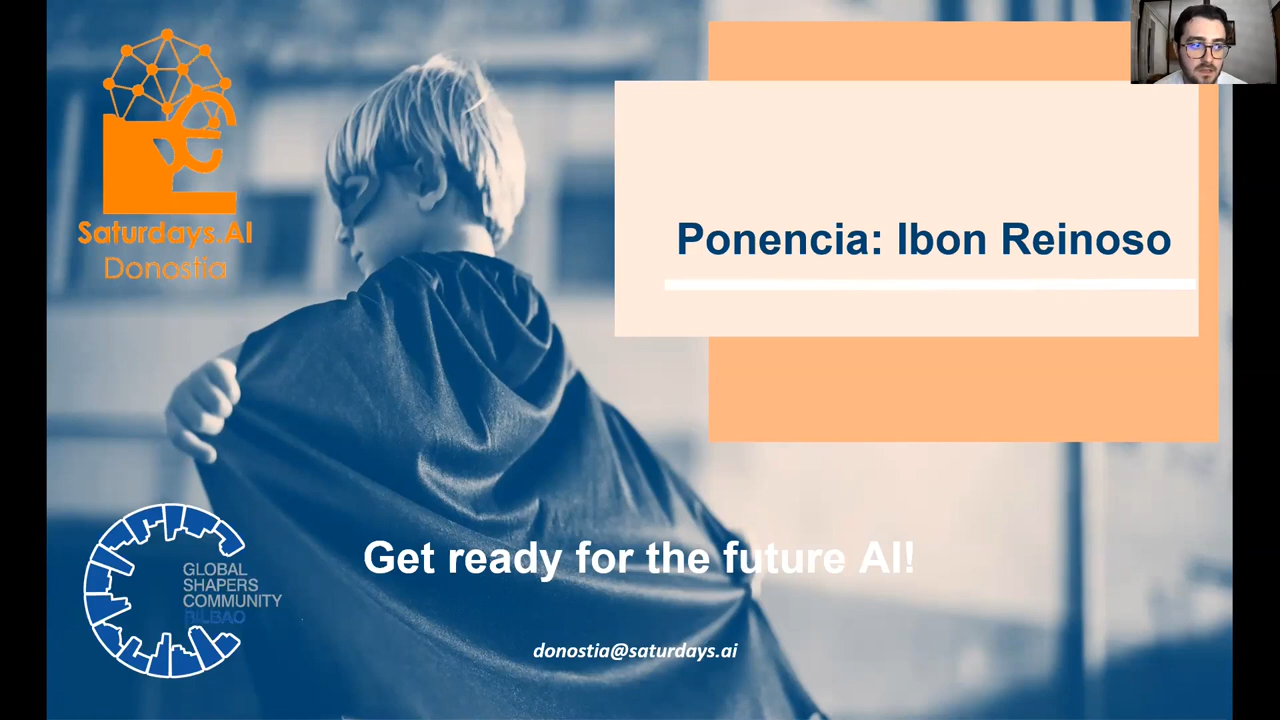 Saturdays.AI
Donostia
Ponencia: Ibon Reinoso
Get ready for the future AI!
GLOBAL
SHAPERS
COMMUNITY
BILBAO
donostia@saturdays.ai